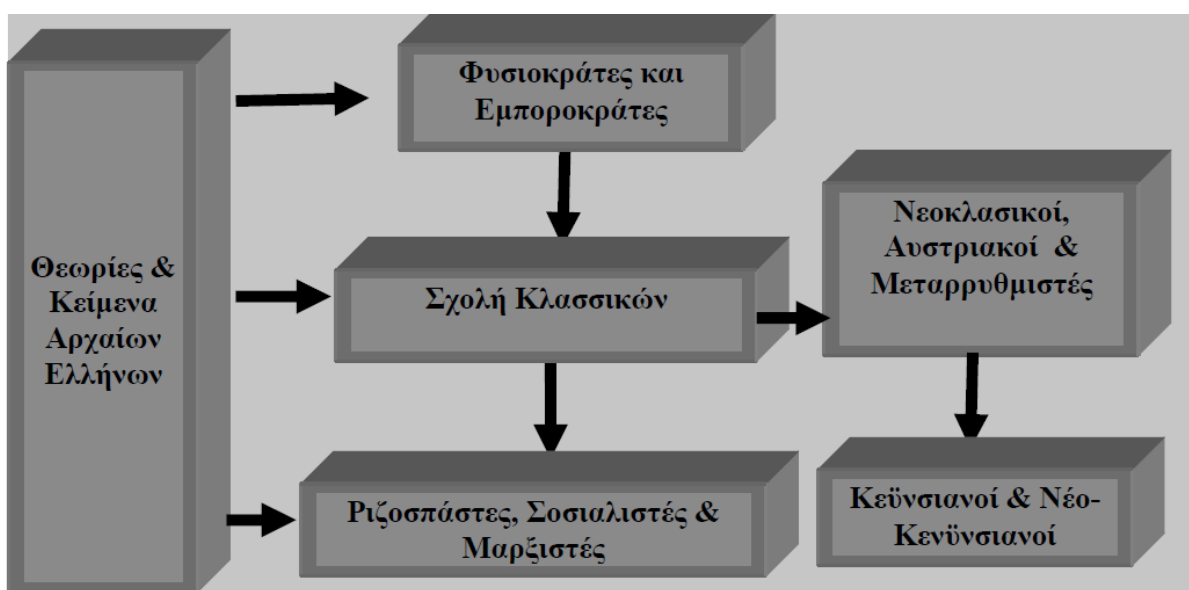 Θεωρίες &
Κείμενα
Αρχαίων
Ελλήνων
Φυσιοκράτες και
Εμποροκράτες
Σχολή Κλασσικών
Ριζοσπάστες, Σοσιαλιστές &
Μαρξιστές
Νεοκλασικοί,
Αυστριακοί &
Μεταρρυθμιστές
Κεϋνσιανοί & Νέο-
Κενϋνσιανοί